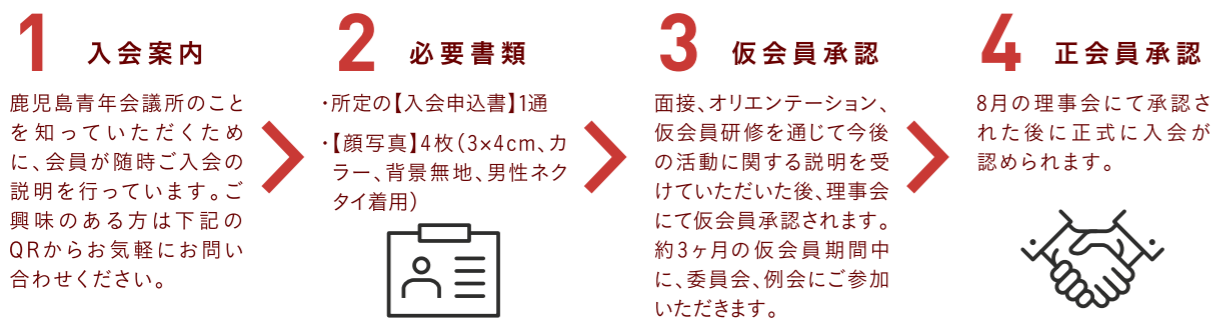 1 入会案内
鹿児島青年会議所のこと
を知っていただくため
に、会員が随時ご入会の
説明を行っています。ご
興味のある方は下記の
QRからお気軽にお問い
合わせください。
2 必要書類
・所定の【入会申込書】1通
・【顔写真】4枚（3×4cm、カ
ラー、背景無地、男性ネク
タイ着用）
3 仮会員承認
面接、オリエンテーション、
仮会員研修を通じて今後
の活動に関する説明を受
けていただいた後、理事会
にて仮会員承認されます。
約3ヶ月の仮会員期間中
に、委員会、例会にご参加
いただきます。
4 正会員承認
8月の理事会にて承認さ
れた後に正式に入会が
認められます。